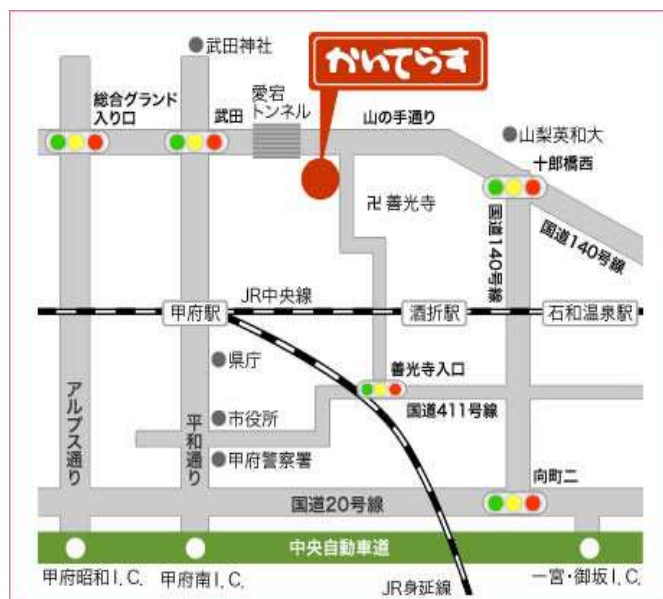 武田神社
かいてらす
総合グランド
入り口
武田
愛宕
トンネル
山の手通り
山梨英和大
十郎橋西
卍善光寺
国道140号線
国道140号線
JR中央線
甲府駅
酒折駅
石和温泉駅
県庁
善光寺入口
国道411号線
アルプス通り
平和通り
市役所
甲府警察署
向町二
国道20号線
中央自動車道
甲府昭和I.C.
甲府南I.C.
一宮・御坂I.C.
JR身延線